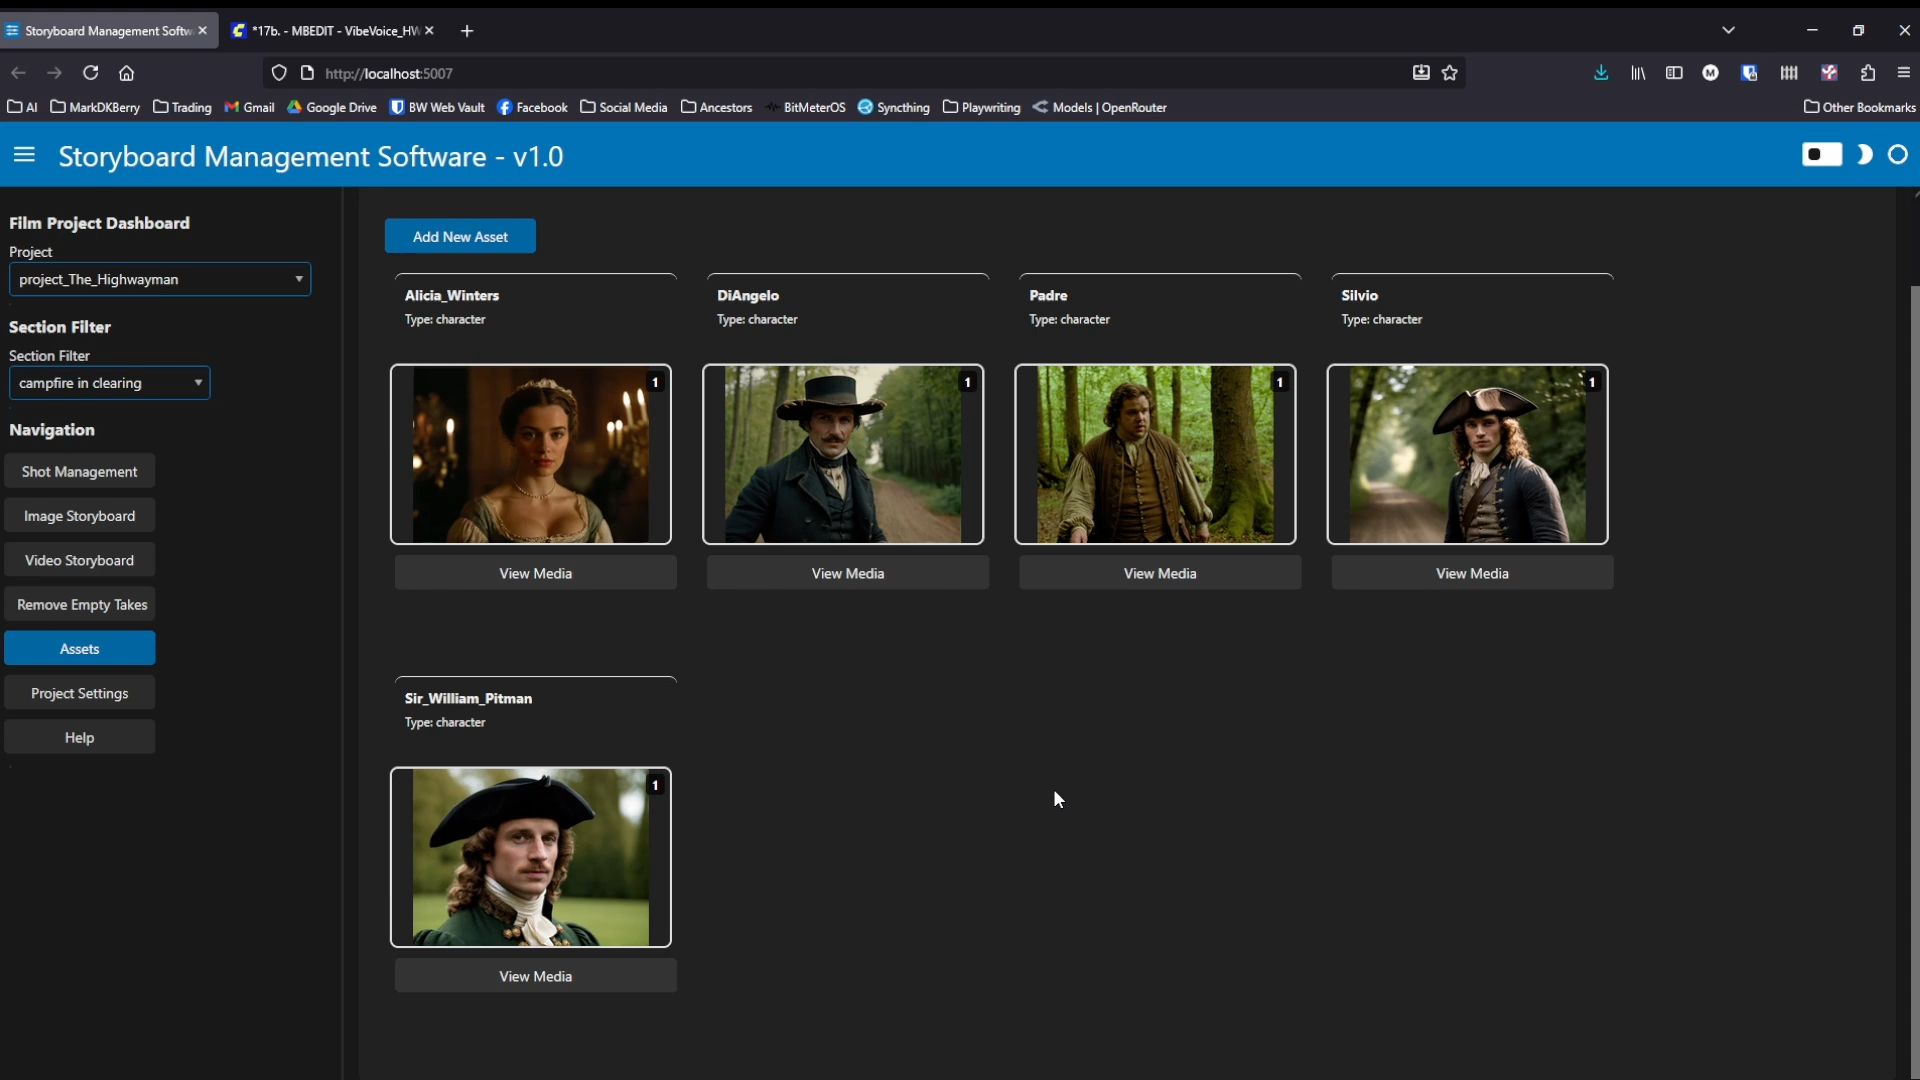 Storyboard Management Softw
*17b. - MBEDIT - VibeVoice_HW
http://localhost:5007
AI
MarkDKBerry
Trading
Gmail
Google Drive
BW Web Vault
Facebook
Social Media
Ancestors
BitMeterOS
Syncthing
Playwriting
Models | OpenRouter
Other Bookmarks
Storyboard Management Software - v1.0
Film Project Dashboard
Project
project_The_Highwayman
Section Filter
Section Filter
campfire in clearing
Navigation
Shot Management
Image Storyboard
Video Storyboard
Remove Empty Takes
Assets
Project Settings
Help
Add New Asset
Alicia_Winters
Type: character
1
View Media
DiAngelo
Type: character
1
View Media
Padre
Type: character
1
View Media
Silvio
Type: character
1
View Media
Sir_William_Pitman
Type: character
1
View Media